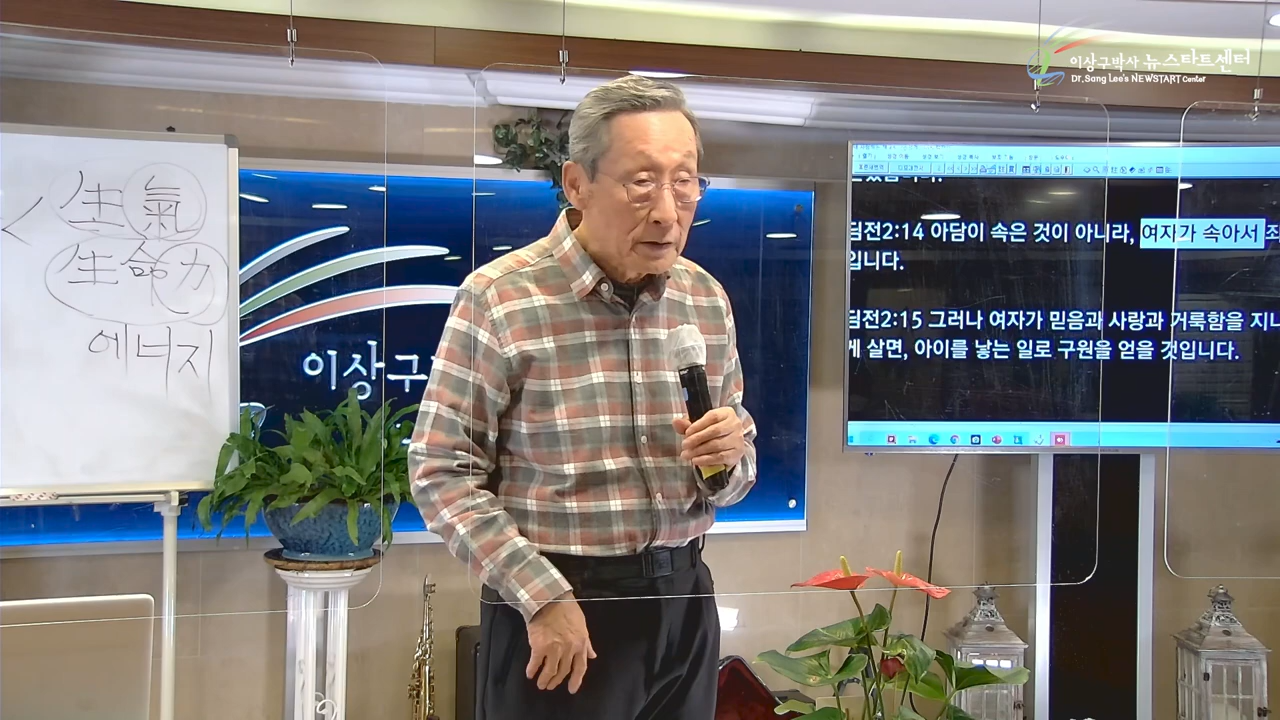 이상구박사 뉴스타트센터
Dr. Sang Lee's NEWSTART Center
生氣
生命力
에너지
이상구
딤전2:14 아담이 속은 것이 아니라, 여자가 속아서 죄
입니다.
딤전2:15 그러나 여자가 믿음과 사랑과 거룩함을 지니
게 살면, 아이를 낳는 일로 구원을 얻을 것입니다.